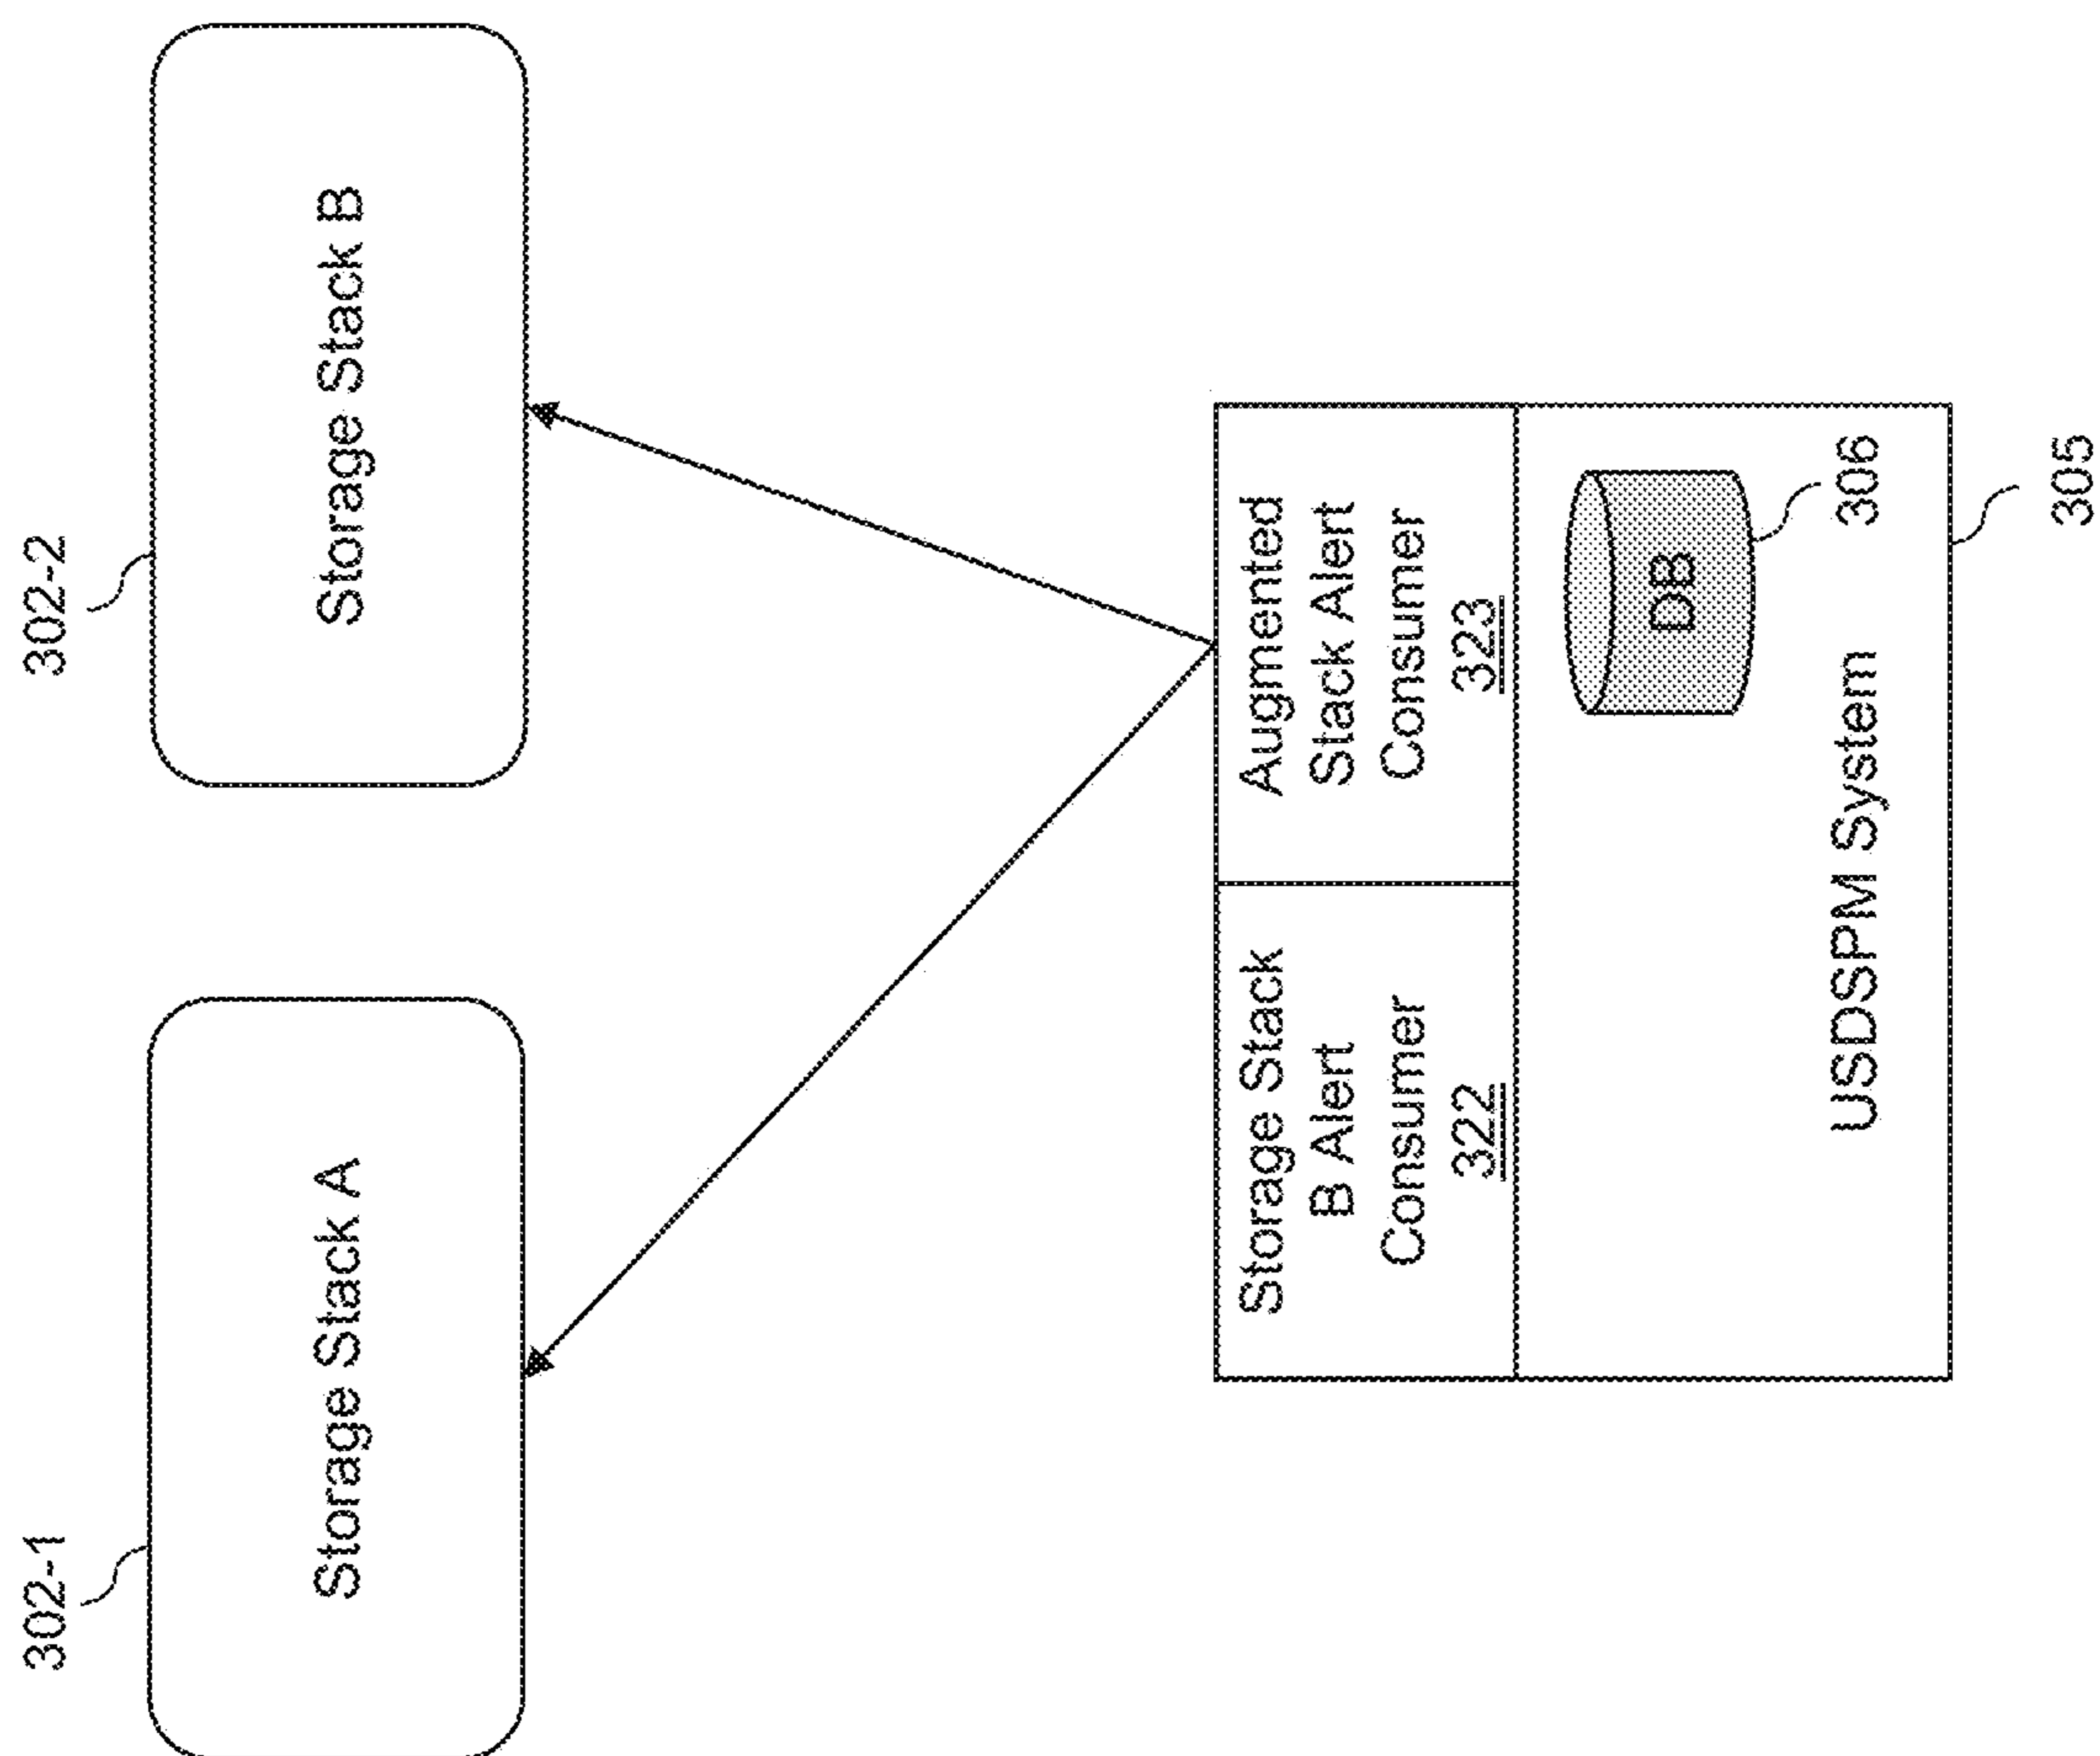 302-1
302-2
Storage Stack A
Storage Stack B
Storage Stack
B Alert
Consumer
322
Augmented
Stack Alert
Consumer
323
DB
USDSPM System
306
305